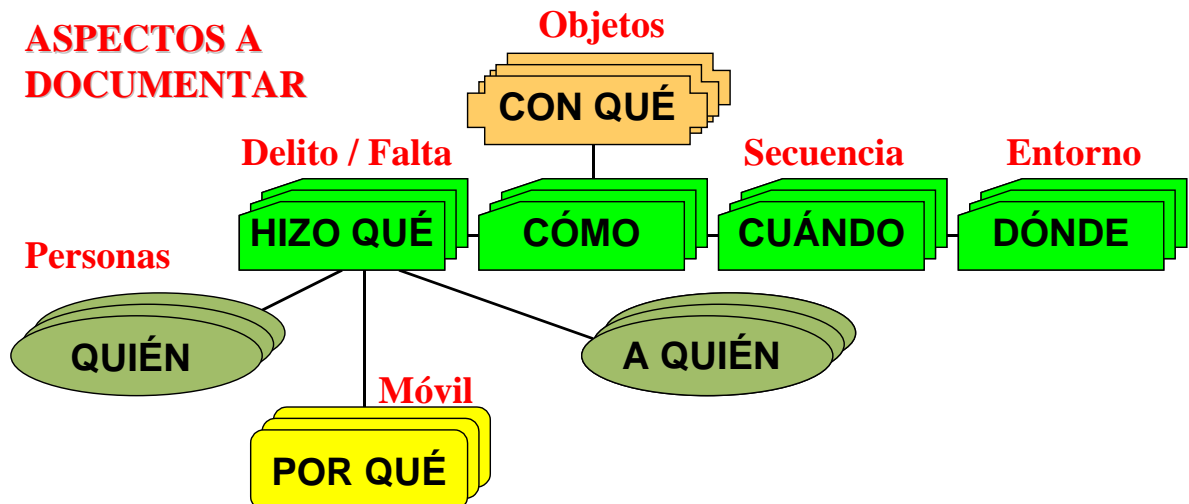 ASPECTOS A
DOCUMENTAR
Objetos
CON QUÉ
Delito / Falta
Secuencia
Entorno
HIZO QUÉ
CÓMO
CUÁNDO
DÓNDE
Personas
QUIÉN
A QUIÉN
Móvil
POR QUÉ